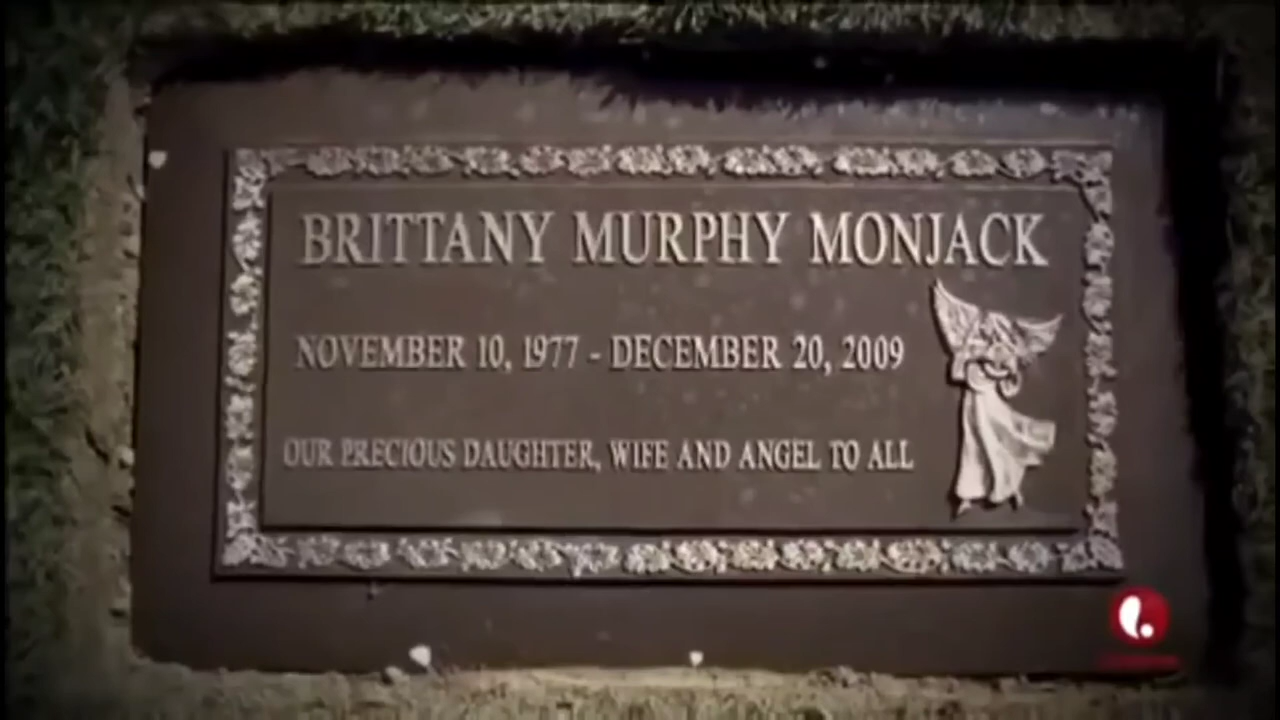 BRITTANY MURPHY MONJACK
NOVEMBER 10, 1977 - DECEMBER 20, 2009
OUR PRECIOUS DAUGHTER, WIFE AND ANGEL TO ALL